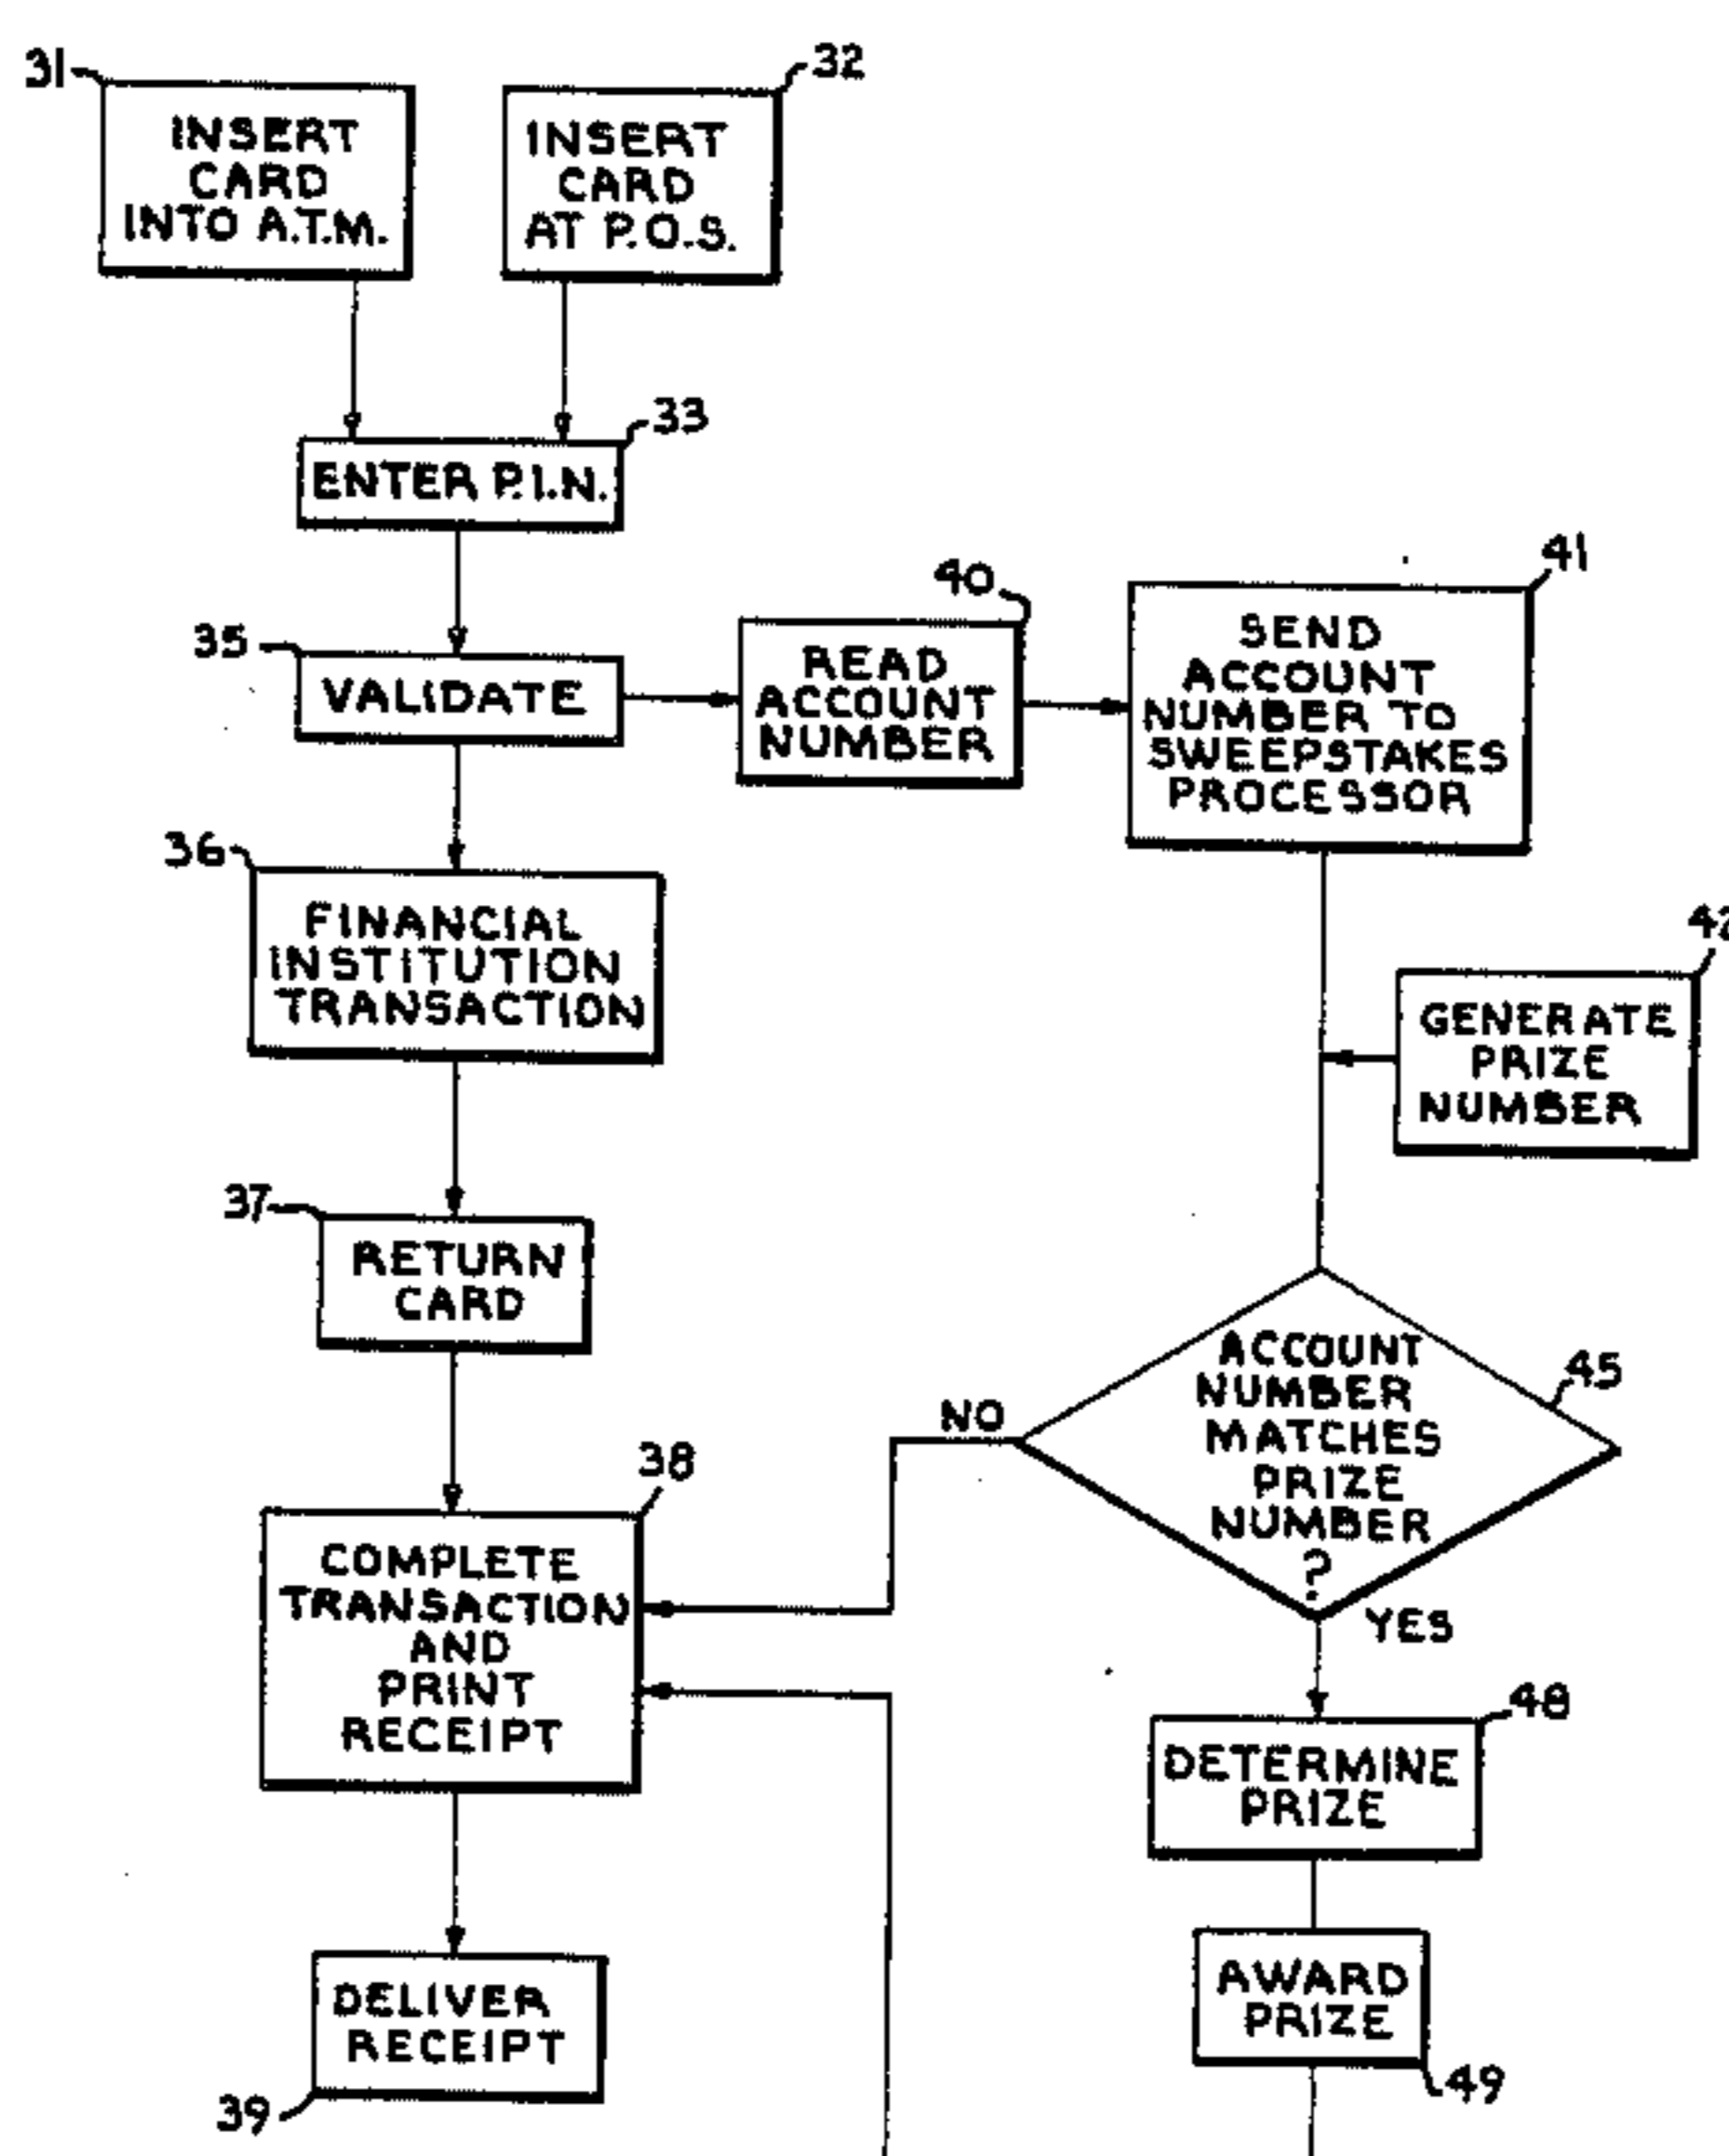 31
INSERT
CARD
INTO A.T.M.
32
INSERT
CARD
AT P.O.S.
33
ENTER P.I.N.
35
VALIDATE
40
READ
ACCOUNT
NUMBER
41
SEND
ACCOUNT
NUMBER TO
SWEEPSTAKES
PROCESSOR
36
FINANCIAL
INSTITUTION
TRANSACTION
42
GENERATE
PRIZE
NUMBER
37
RETURN
CARD
45
ACCOUNT
NUMBER
MATCHES
PRIZE
NUMBER
?
NO
YES
38
COMPLETE
TRANSACTION
AND
PRINT
RECEIPT
48
DETERMINE
PRIZE
AWARD
PRIZE
49
DELIVER
RECEIPT
39